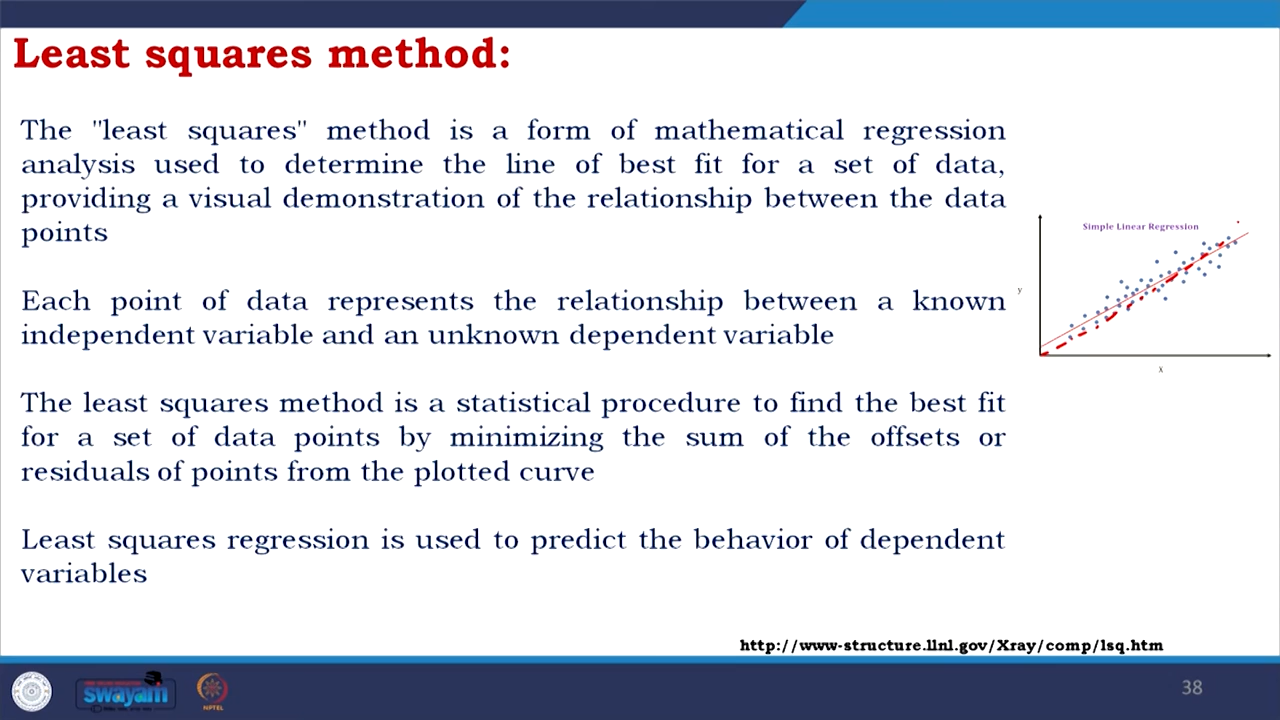 Least squares method:
The "least squares" method is a form of mathematical regression
analysis used to determine the line of best fit for a set of data,
providing a visual demonstration of the relationship between the data
points
Each point of data represents the relationship between a known
independent variable and an unknown dependent variable
The least squares method is a statistical procedure to find the best fit
for a set of data points by minimizing the sum of the offsets or
residuals of points from the plotted curve
Least squares regression is used to predict the behavior of dependent
variables
Simple Linear Regression
y
X
http://www-structure.llnl.gov/Xray/comp/lsq.htm
swayam
NPTEL
38